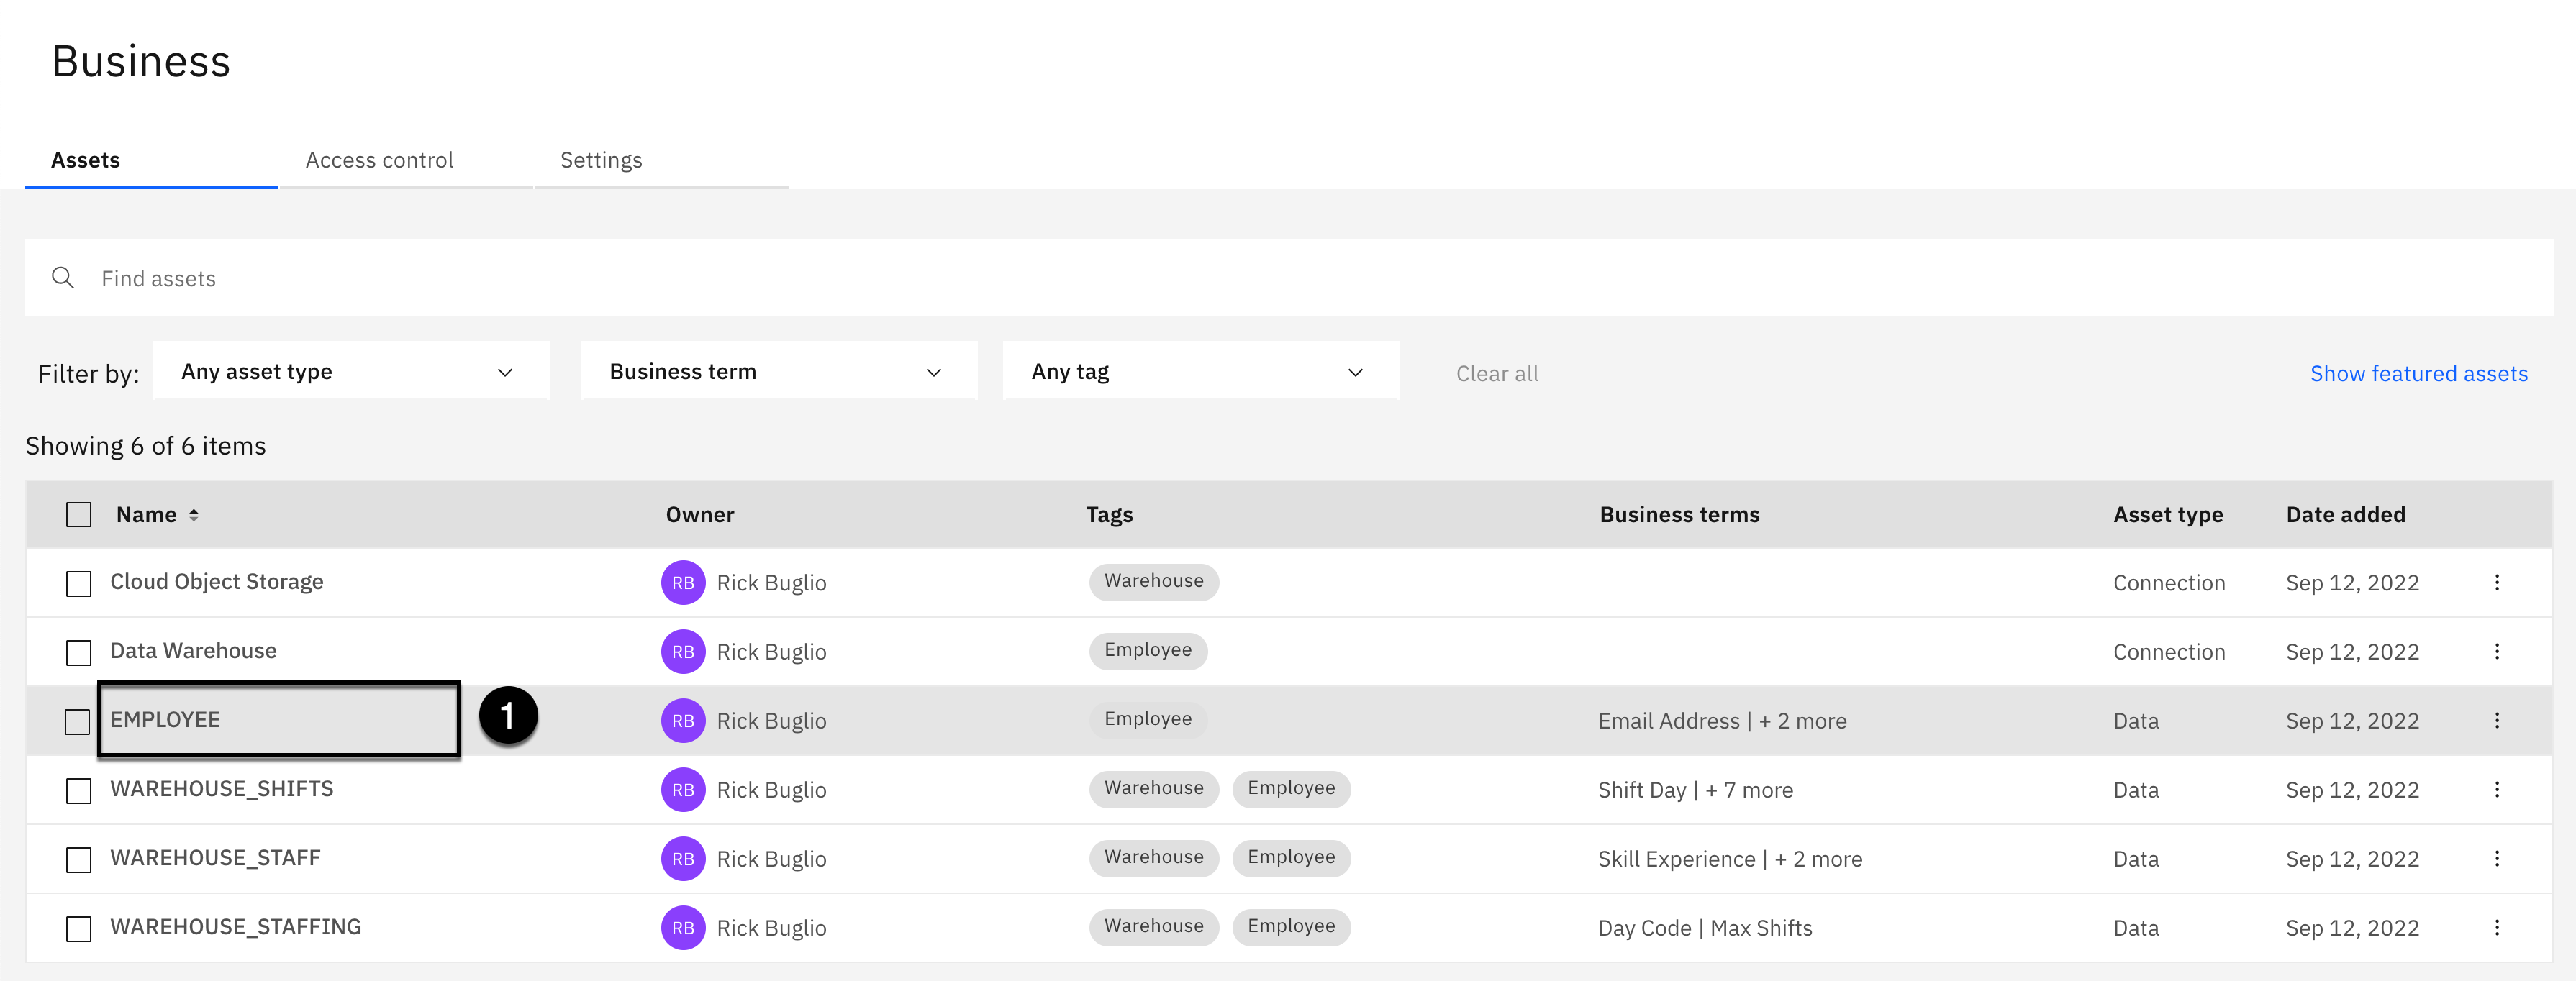 Business
Assets Access control Settings
Find assets
Filter by: Any asset type Business term Any tag Clear all Show featured assets
Showing 6 of 6 items
Name Owner Tags Business terms Asset type Date added
Cloud Object Storage RB Rick Buglio Warehouse Connection Sep 12, 2022
Data Warehouse RB Rick Buglio Employee Connection Sep 12, 2022
EMPLOYEE 1 RB Rick Buglio Employee Email Address | + 2 more Data Sep 12, 2022
WAREHOUSE_SHIFTS RB Rick Buglio Warehouse Employee Shift Day | + 7 more Data Sep 12, 2022
WAREHOUSE_STAFF RB Rick Buglio Warehouse Employee Skill Experience | + 2 more Data Sep 12, 2022
WAREHOUSE_STAFFING RB Rick Buglio Warehouse Employee Day Code | Max Shifts Data Sep 12, 2022